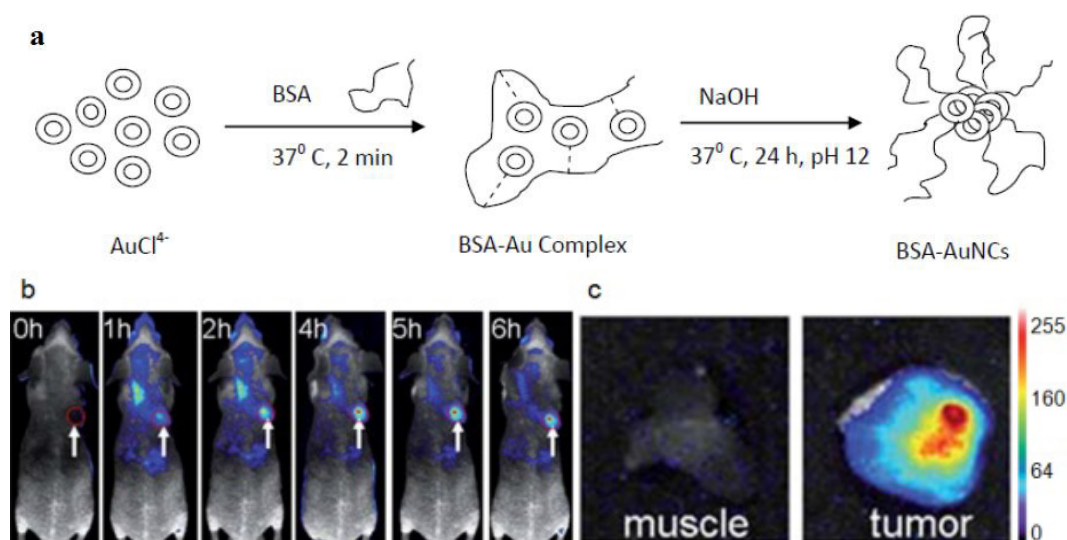 a
BSA
37⁰ C, 2 min
NaOH
37⁰ C, 24 h, pH 12
AuCl⁴⁻
BSA-Au Complex
BSA-AuNCs
b
0h
1h
2h
4h
5h
6h
c
muscle
tumor
255
160
64
0